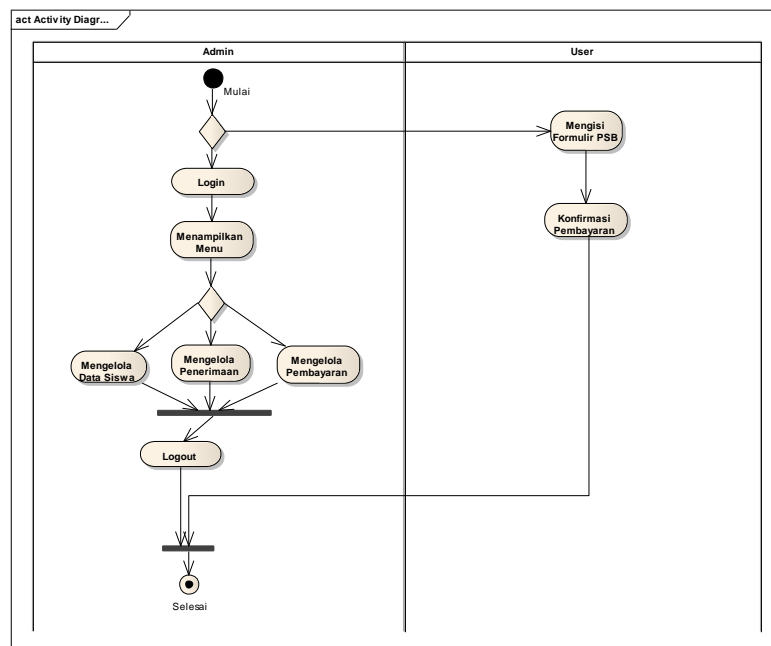 act Activity Diagr...
Admin
User
Mulai
Mengisi
Formulir PSB
Login
Menampilkan
Menu
Konfirmasi
Pembayaran
Mengelola
Data Siswa
Mengelola
Penerimaan
Mengelola
Pembayaran
Logout
Selesai